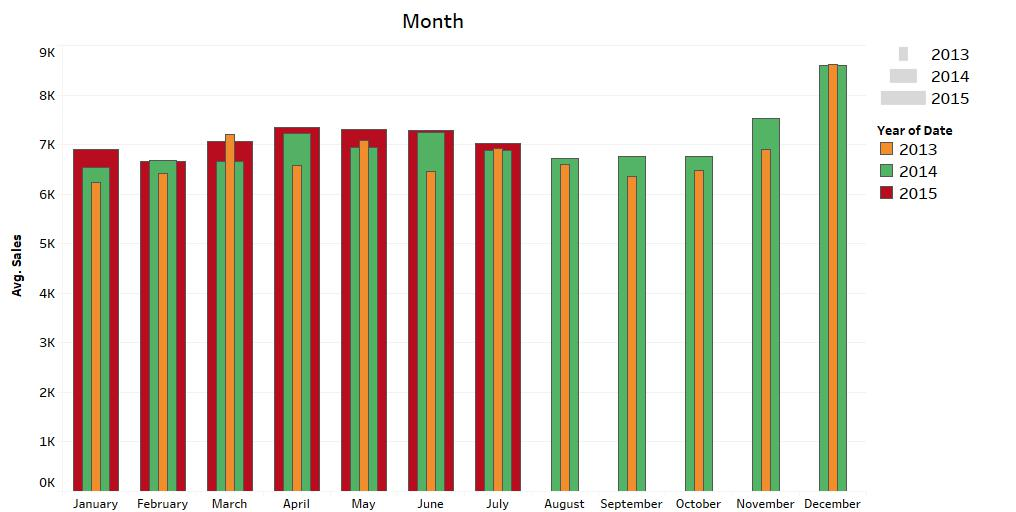 Month
9K
8K
7K
6K
5K
4K
3K
2K
1K
0K
Avg. Sales
January February March April May June July August September October November December
2013
2014
2015
Year of Date
2013
2014
2015